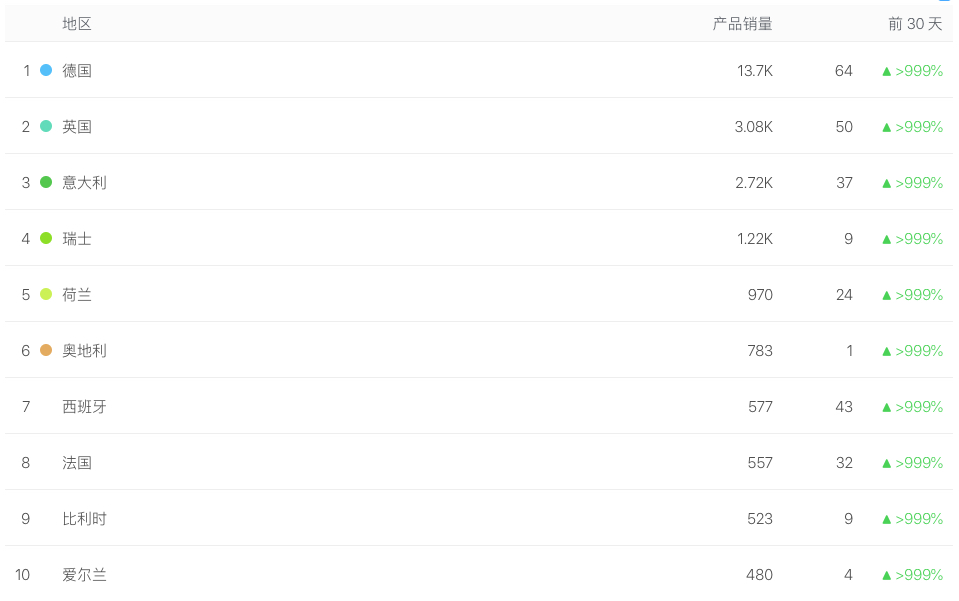 地区 产品销量 前 30 天
1 德国 13.7K 64 ▲ >999%
2 英国 3.08K 50 ▲ >999%
3 意大利 2.72K 37 ▲ >999%
4 瑞士 1.22K 9 ▲ >999%
5 荷兰 970 24 ▲ >999%
6 奥地利 783 1 ▲ >999%
7 西班牙 577 43 ▲ >999%
8 法国 557 32 ▲ >999%
9 比利时 523 9 ▲ >999%
10 爱尔兰 480 4 ▲ >999%